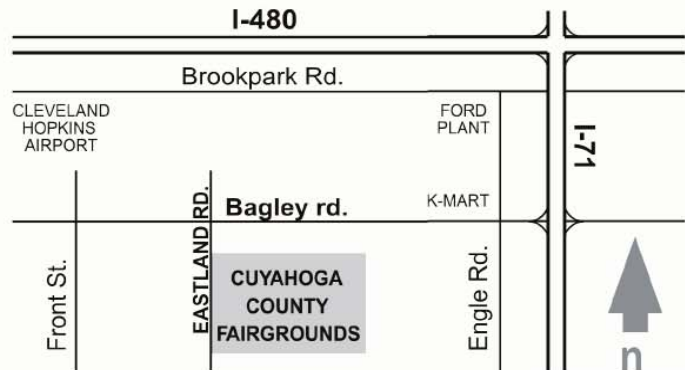 I-480
Brookpark Rd.
CLEVELAND
HOPKINS
AIRPORT
FORD
PLANT
I-71
EASTLAND RD.
Bagley rd.
K-MART
Front St.
CUYAHOGA
COUNTY
FAIRGROUNDS
Engle Rd.
n